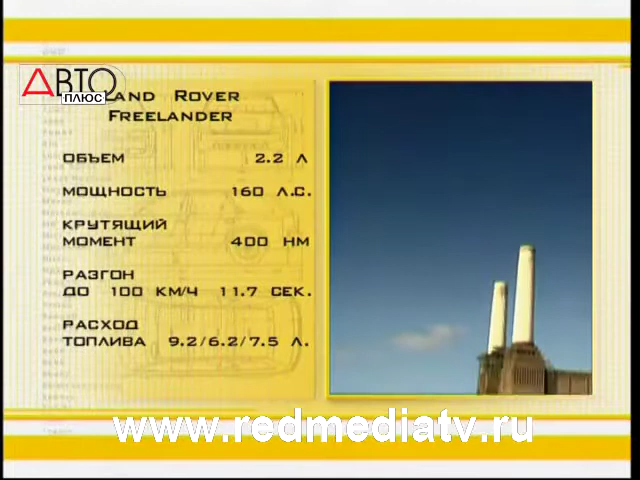 АВТО
ПЛЮС
LAND ROVER
FREELANDER
ОБЪЕМ 2.2 Л
МОЩНОСТЬ 160 Л.С.
КРУТЯЩИЙ
МОМЕНТ 400 НМ
РАЗГОН
ДО 100 КМ/Ч 11.7 СЕК.
РАСХОД
ТОПЛИВА 9.2/6.2/7.5 Л.
www.redmediatv.ru